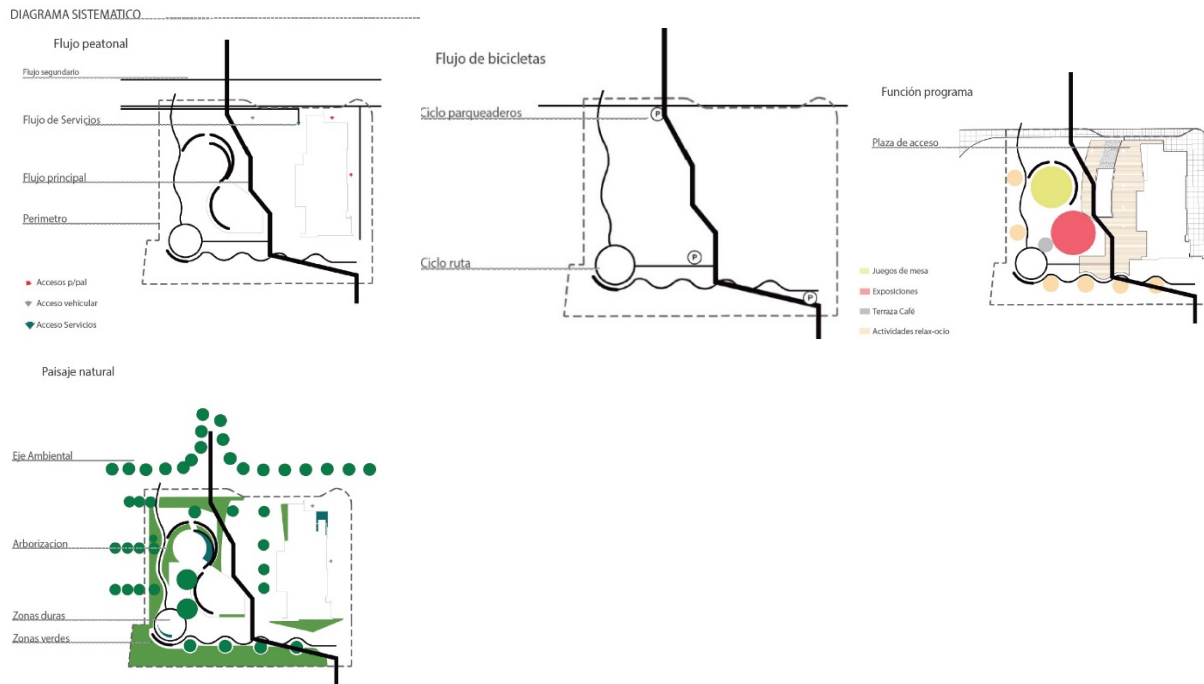 DIAGRAMA SISTEMATICO
Flujo peatonal
Flujo segundario
Flujo de Servicios
Flujo principal
Perimetro
Accesos p/pal
Acceso vehicular
Acceso Servicios
Flujo de bicicletas
Ciclo parqueaderos
P
Ciclo ruta
P
P
Función programa
Plaza de acceso
Juegos de mesa
Exposiciones
Terraza Café
Actividades relax-ocio
Paisaje natural
Eje Ambiental
Arborizacion
Zonas duras
Zonas verdes